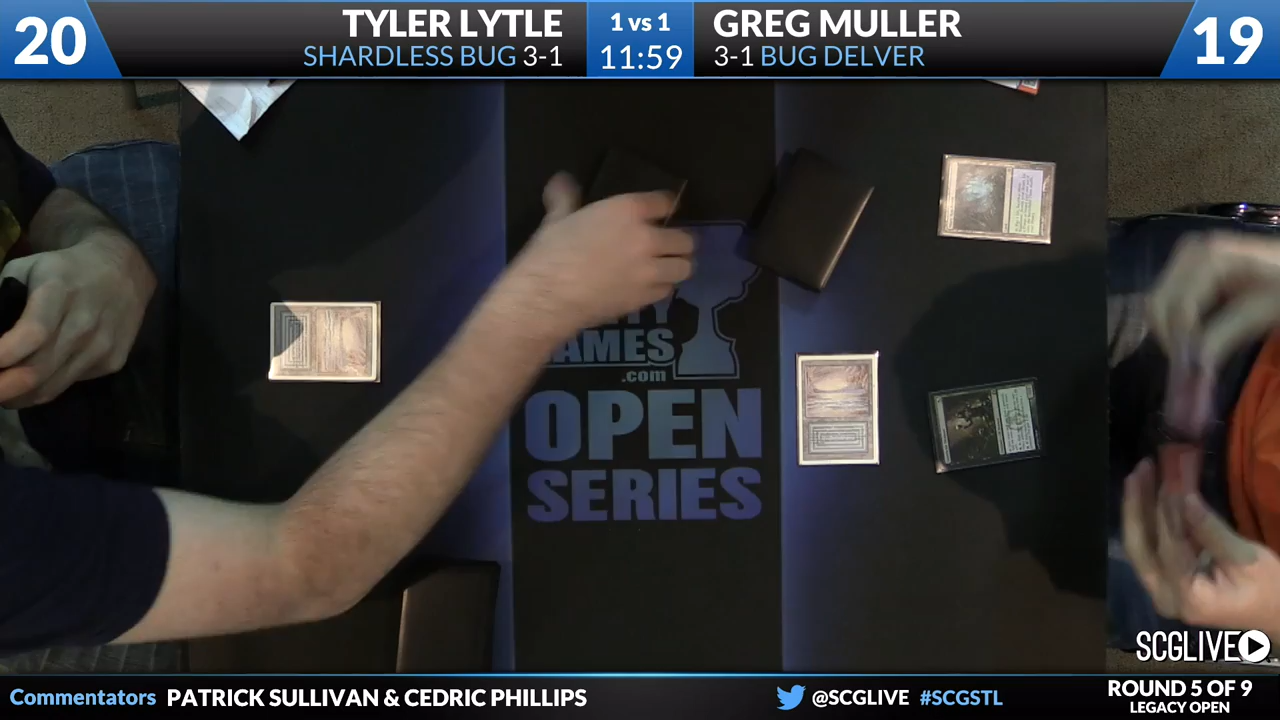 20
TYLER LYTLE
SHARDLESS BUG 3-1
1 vs 1
11:59
GREG MULLER
3-1 BUG DELVER
19
GAMES
.com
OPEN
SERIES
SCGLIVE
Commentators PATRICK SULLIVAN & CEDRIC PHILLIPS
@SCGLIVE #SCGSTL
ROUND 5 OF 9
LEGACY OPEN